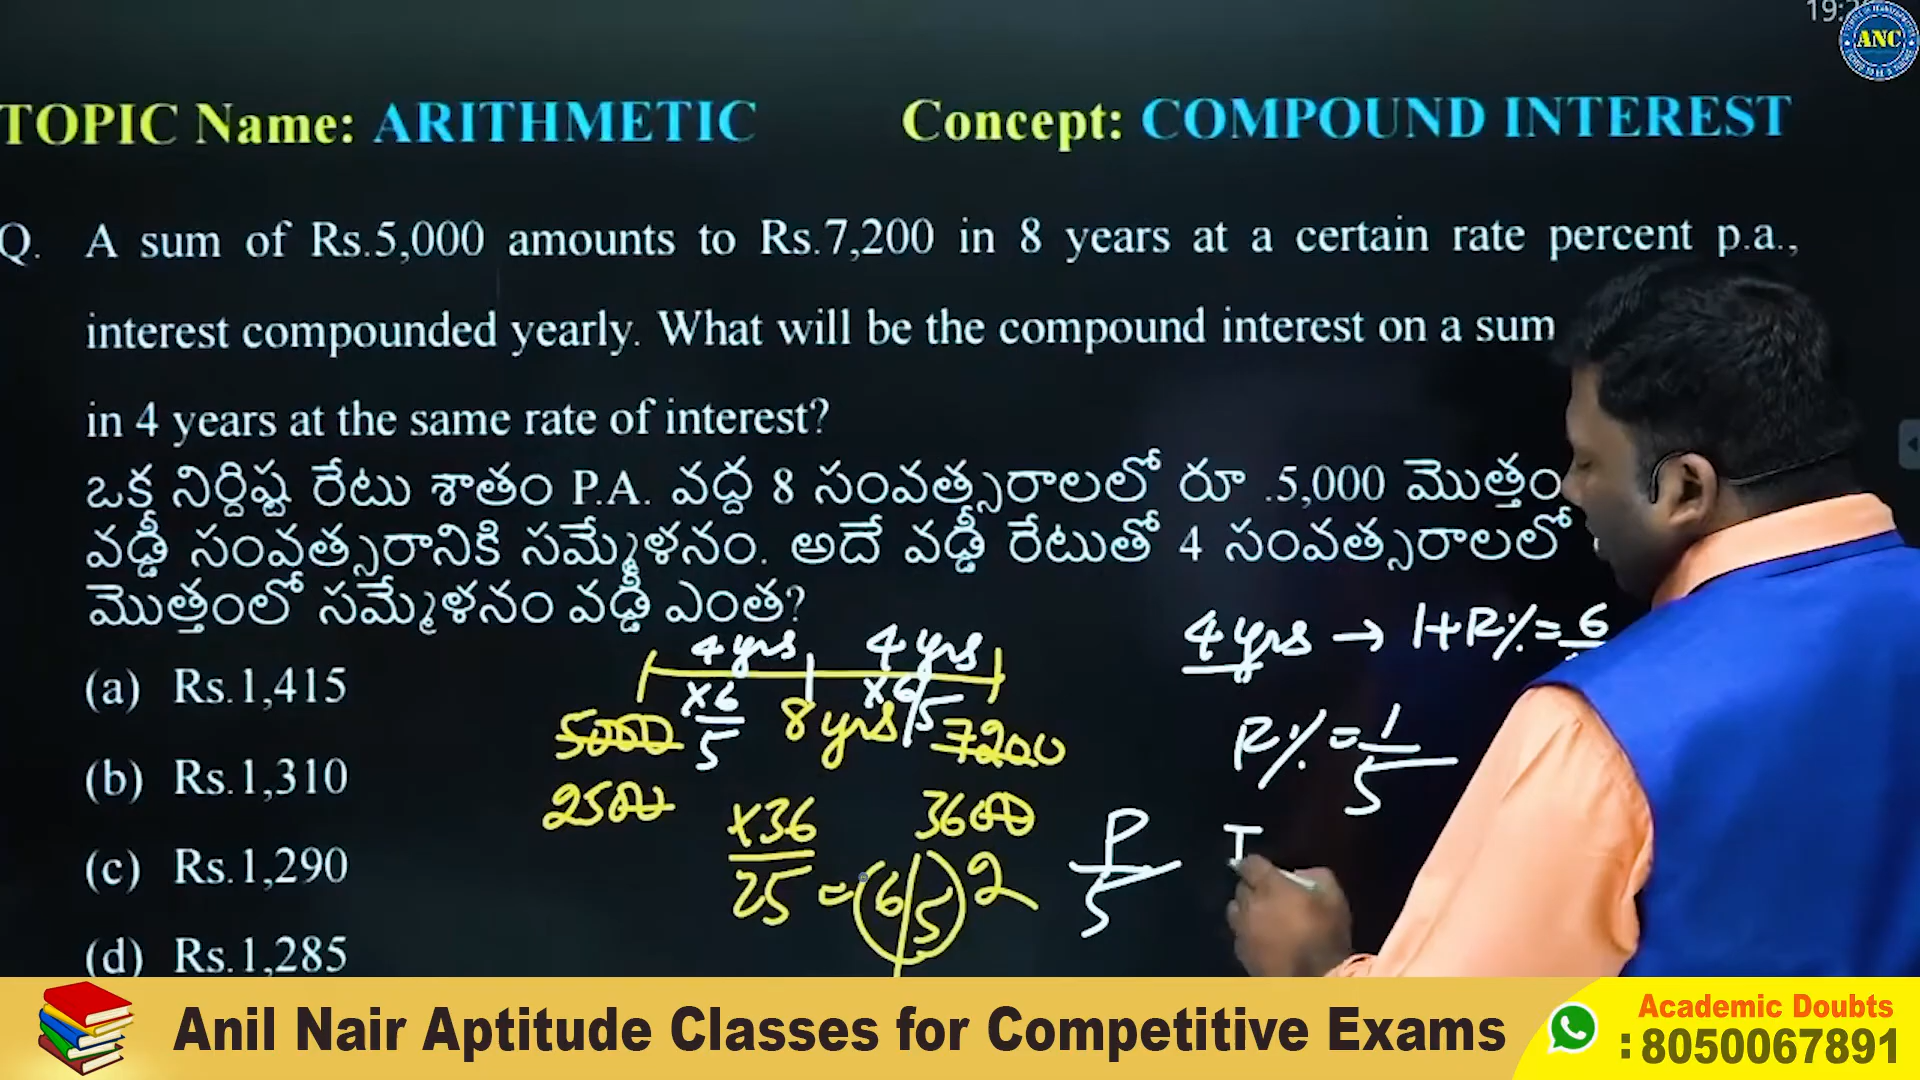 19:
ANC
TOPIC Name: ARITHMETIC Concept: COMPOUND INTEREST
Q. A sum of Rs.5,000 amounts to Rs.7,200 in 8 years at a certain rate percent p.a.,
interest compounded yearly. What will be the compound interest on a sum
in 4 years at the same rate of interest?
ఒక నిర్దిష్ట రేటు శాతం P.A. వద్ద 8 సంవత్సరాలలో రూ .5,000 మొత్తం
వడ్డీ సంవత్సరానికి సమ్మేళనం. అదే వడ్డీ రేటుతో 4 సంవత్సరాలలో
మొత్తంలో సమ్మేళనం వడ్డీ ఎంత?
4 yrs 4 yrs
×6/5 8 yrs ×6/5
5000 7200
2500 3600
×36/25 = (6/5)2
4 yrs → 1+R% = 6
R% = 1/5
P/5 I
(a) Rs.1,415
(b) Rs.1,310
(c) Rs.1,290
(d) Rs.1,285
Anil Nair Aptitude Classes for Competitive Exams
Academic Doubts
: 8050067891